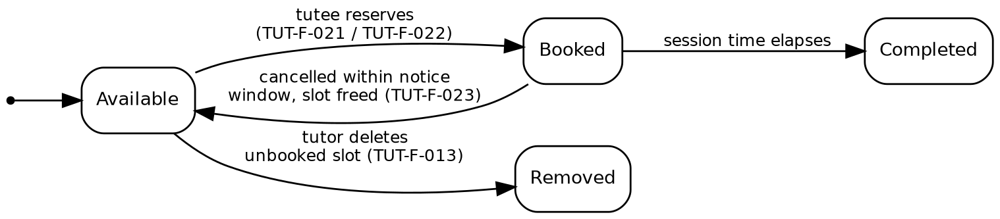 tutee reserves
(TUT-F-021 / TUT-F-022)
Booked
session time elapses
Completed
cancelled within notice
window, slot freed (TUT-F-023)
Available
tutor deletes
unbooked slot (TUT-F-013)
Removed